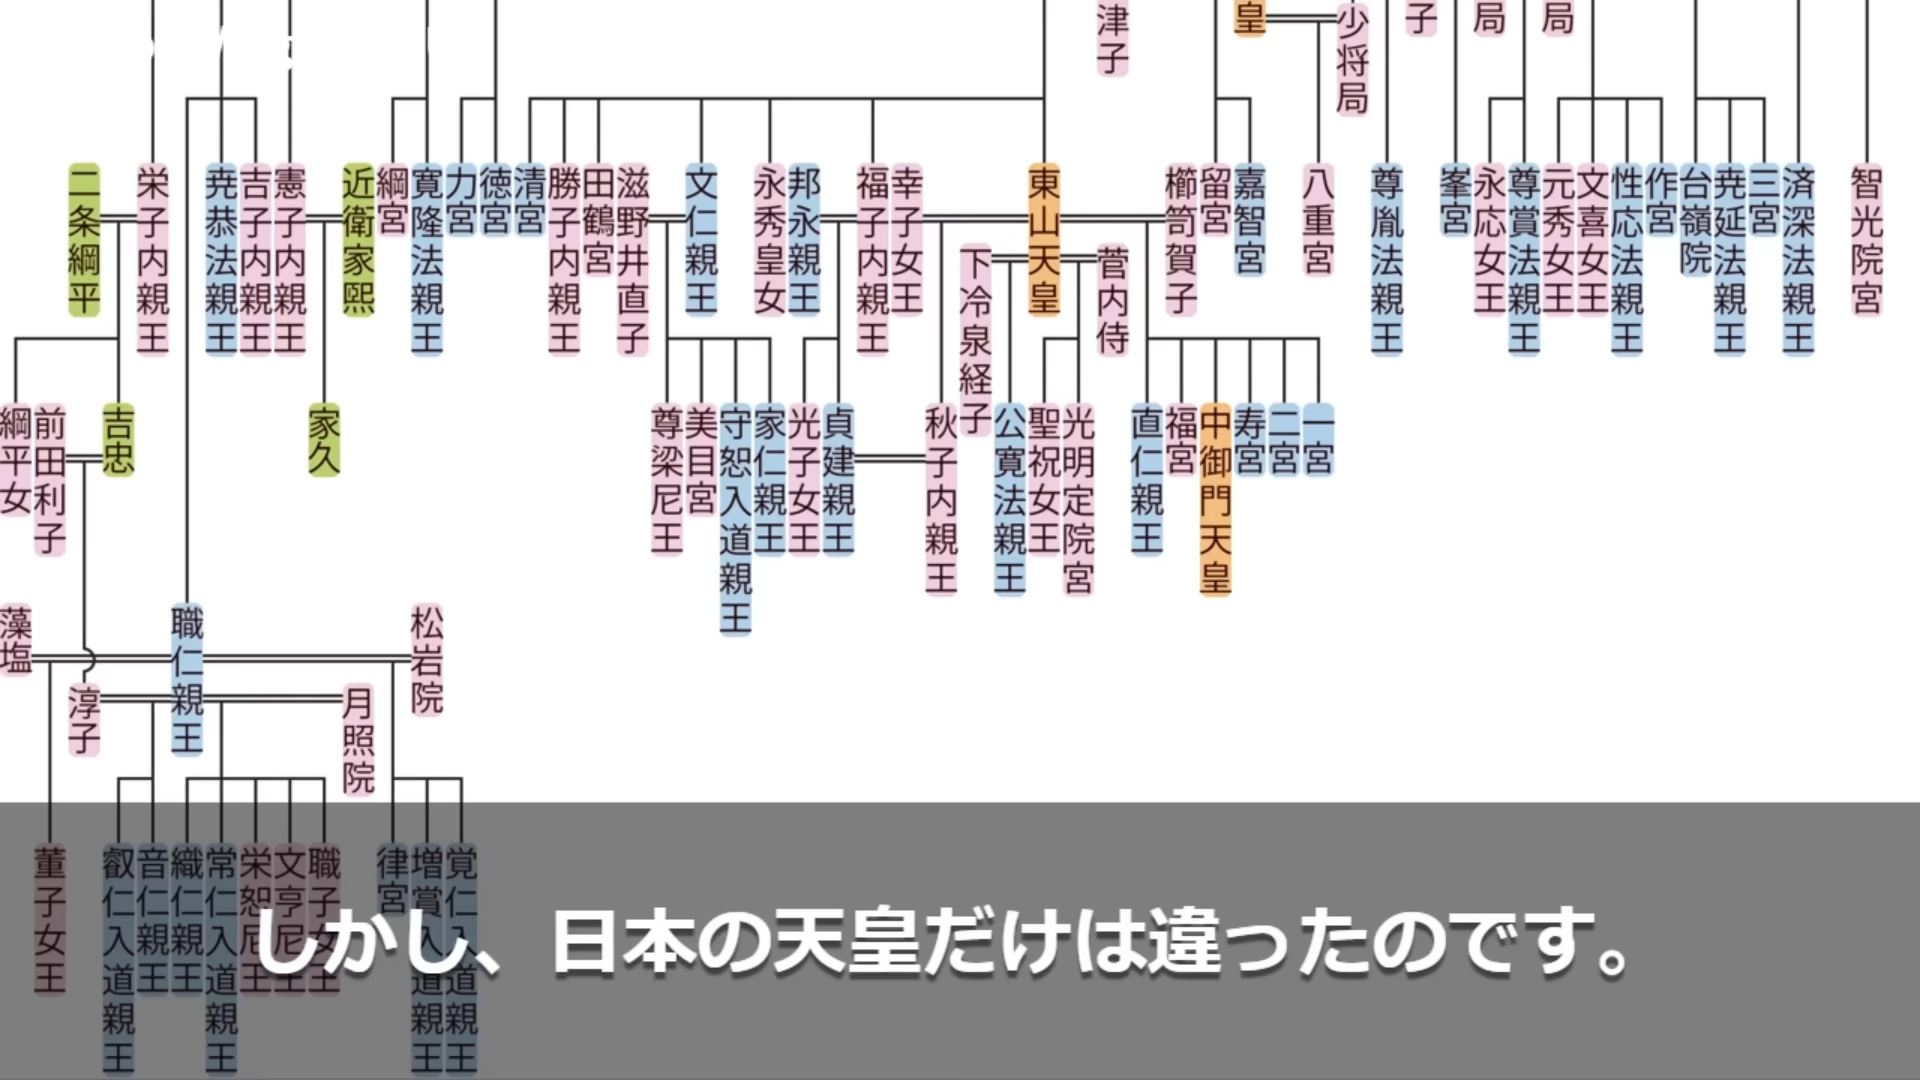 津子
皇
少将局
子
局
局
二条綱平
栄子内親王
尭恭法親王
吉子内親王
憲子内親王
近衛家熙
綱宮
寛隆法親王
力宮
徳宮
清宮
勝子内親王
田鶴宮
滋野井直子
文仁親王
永秀皇女
邦永親王
福子内親王
幸子女王
東山天皇
櫛笥賀子
留宮
嘉智宮
八重宮
尊胤法親王
峯宮
永応女王
尊賞法親王
元秀女王
文喜女王
性応法親王
作宮
台嶺院
尭延法親王
三宮
済深法親王
智光院宮
下冷泉経子
菅内侍
綱平女
前田利子
吉忠
家久
尊梁尼王
美目宮
守恕入道親王
家仁親王
光子女王
貞建親王
秋子内親王
公寛法親王
聖祝女王
光明定院宮
直仁親王
福宮
中御門天皇
寿宮
二宮
一宮
藻塩
職仁親王
松岩院
淳子
月照院
董子女王
叡仁入道親王
音仁親王
織仁親王
常仁入道親王
栄恕尼王
文亨尼王
職子女王
律宮
増賞入道親王
覚仁入道親王
しかし、日本の天皇だけは違ったのです。